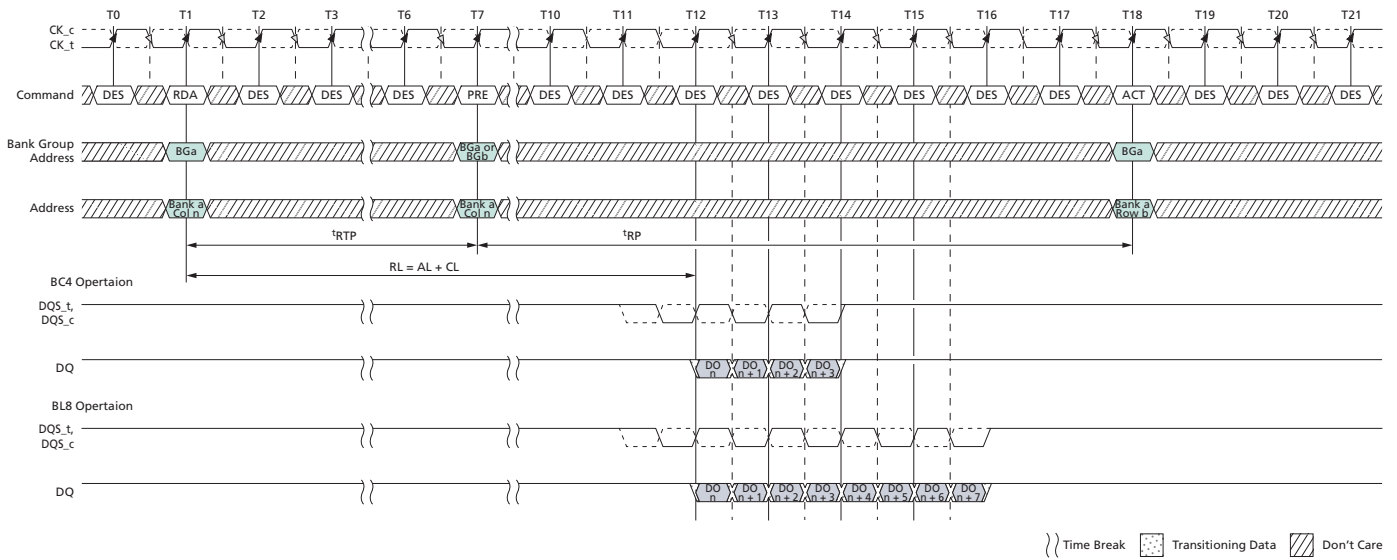 T0 T1 T2 T3 T6 T7 T10 T11 T12 T13 T14 T15 T16 T17 T18 T19 T20 T21
CK_c
CK_t
Command DES RDA DES DES DES PRE DES DES DES DES DES DES DES DES ACT DES DES DES
Bank Group
Address
BGa
BGa or
BGb
BGa
Address
Bank a
Col n
Bank a
Col n
Bank a
Row b
tRTP
tRP
RL = AL + CL
BC4 Opertaion
DQS_t,
DQS_c
DQ
DO
n
DO
n + 1
DO
n + 2
DO
n + 3
BL8 Opertaion
DQS_t,
DQS_c
DQ
DO
n
DO
n + 1
DO
n + 2
DO
n + 3
DO
n + 4
DO
n + 5
DO
n + 6
DO
n + 7
Time Break Transitioning Data Don't Care